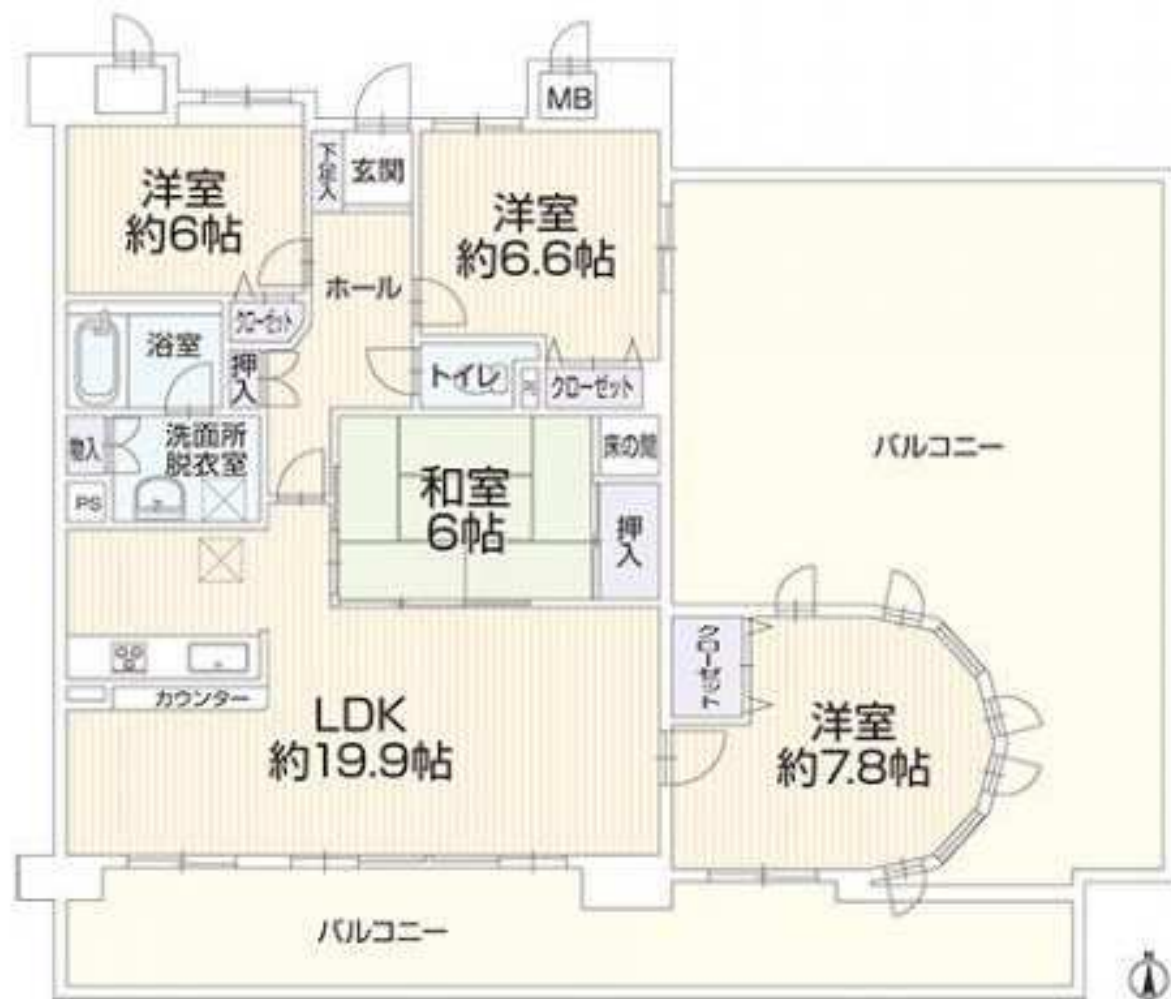 MB
洋室
約6帖
下足入
玄関
洋室
約6.6帖
ホール
クローゼット
浴室
押入
トイレ
PS
クローゼット
物入
洗面所
脱衣室
PS
和室
6帖
床の間
押入
バルコニー
クローゼット
カウンター
LDK
約19.9帖
洋室
約7.8帖
バルコニー
N